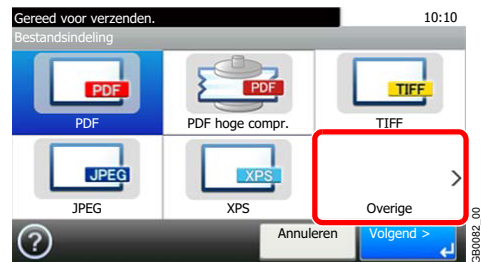 Gereed voor verzenden. 10:10
Bestandsindeling
PDF PDF TIFF
PDF PDF hoge compr. TIFF
JPEG XPS
JPEG XPS Overige
? Annuleren Volgend >
GB0082_00